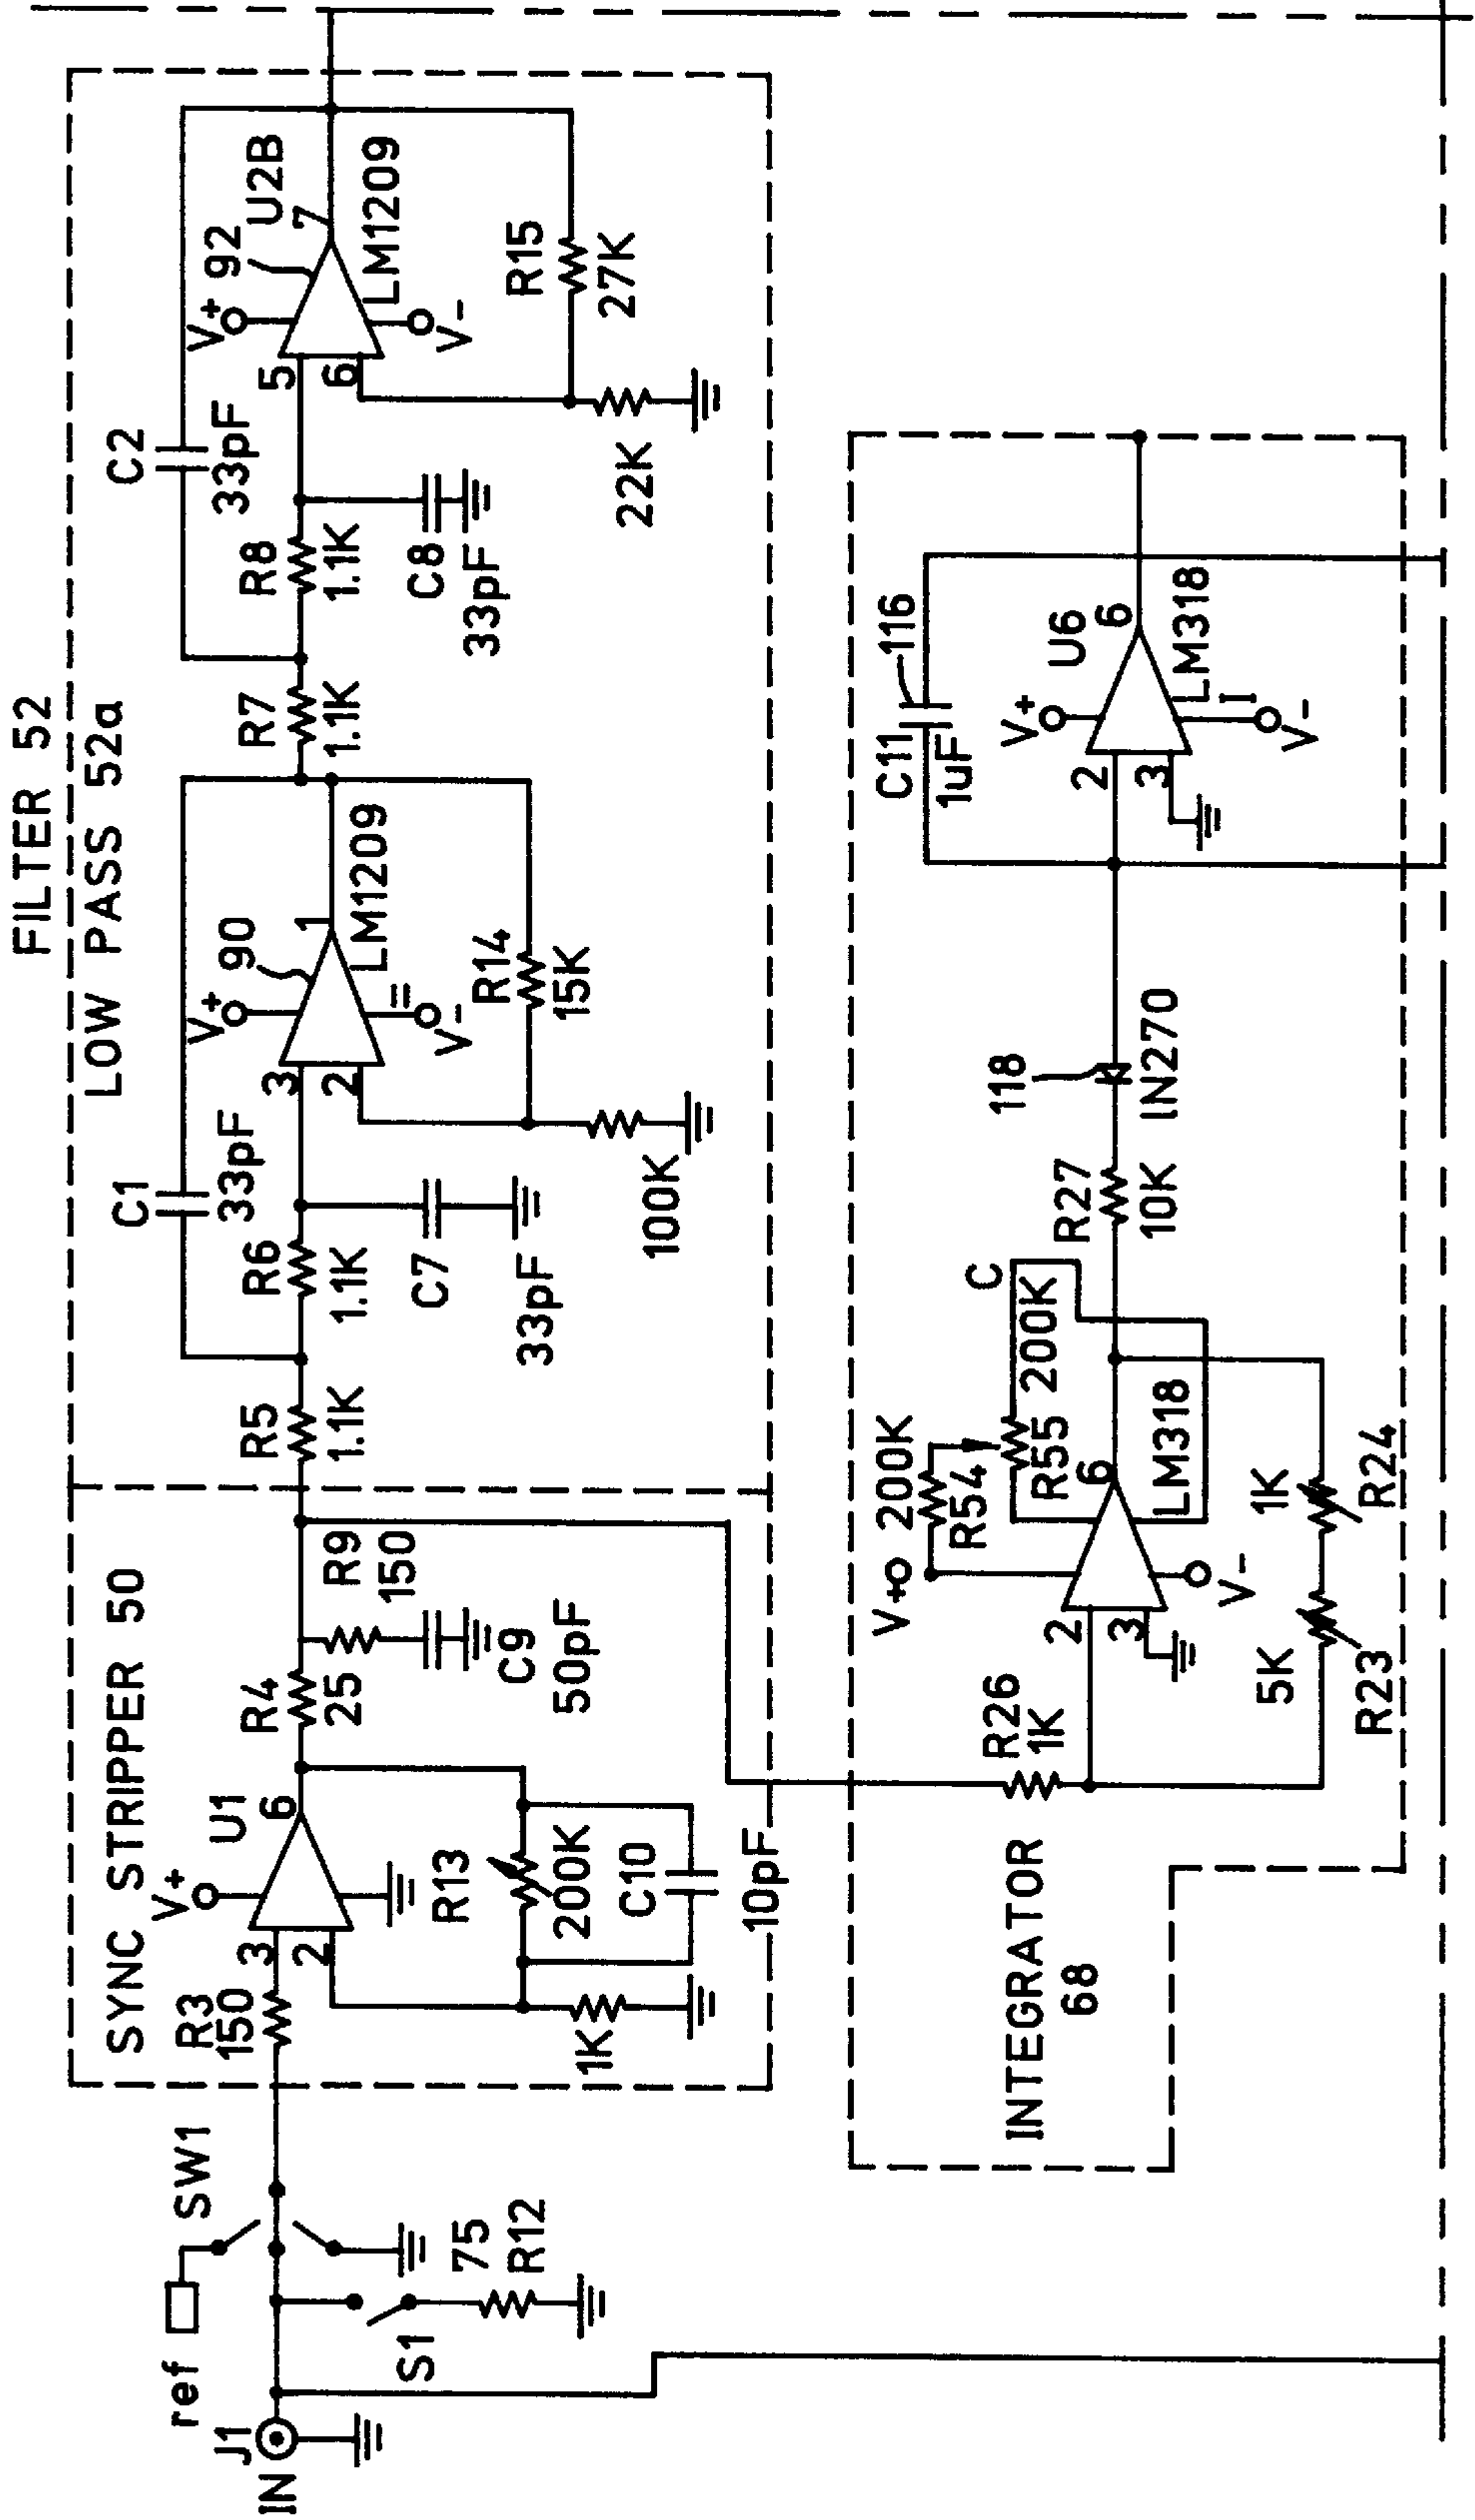 FILTER 52
SYNC STRIPPER 50
LOW PASS 52a
IN
J1
ref
SW1
S1
75
R12
R3
150
V+
U1
3
2
6
R13
200K
C10
10pF
1K
R4
25
R9
150
C9
50pF
R5
1.1K
R6
1.1K
C1
33pF
C7
33pF
V+
90
3
2
1
LM1209
V-
R14
15K
100K
R7
1.1K
R8
1.1K
C2
33pF
C8
33pF
V+
92
U2B
5
6
7
LM1209
V-
R15
27K
22K
INTEGRATOR
68
R26
1K
V+
200K
R54
R55
200K
C
2
3
6
LM318
V-
5K
R23
1K
R24
R27
10K
118
IN270
C11
1uF
116
V+
U6
2
3
6
LM318
V-